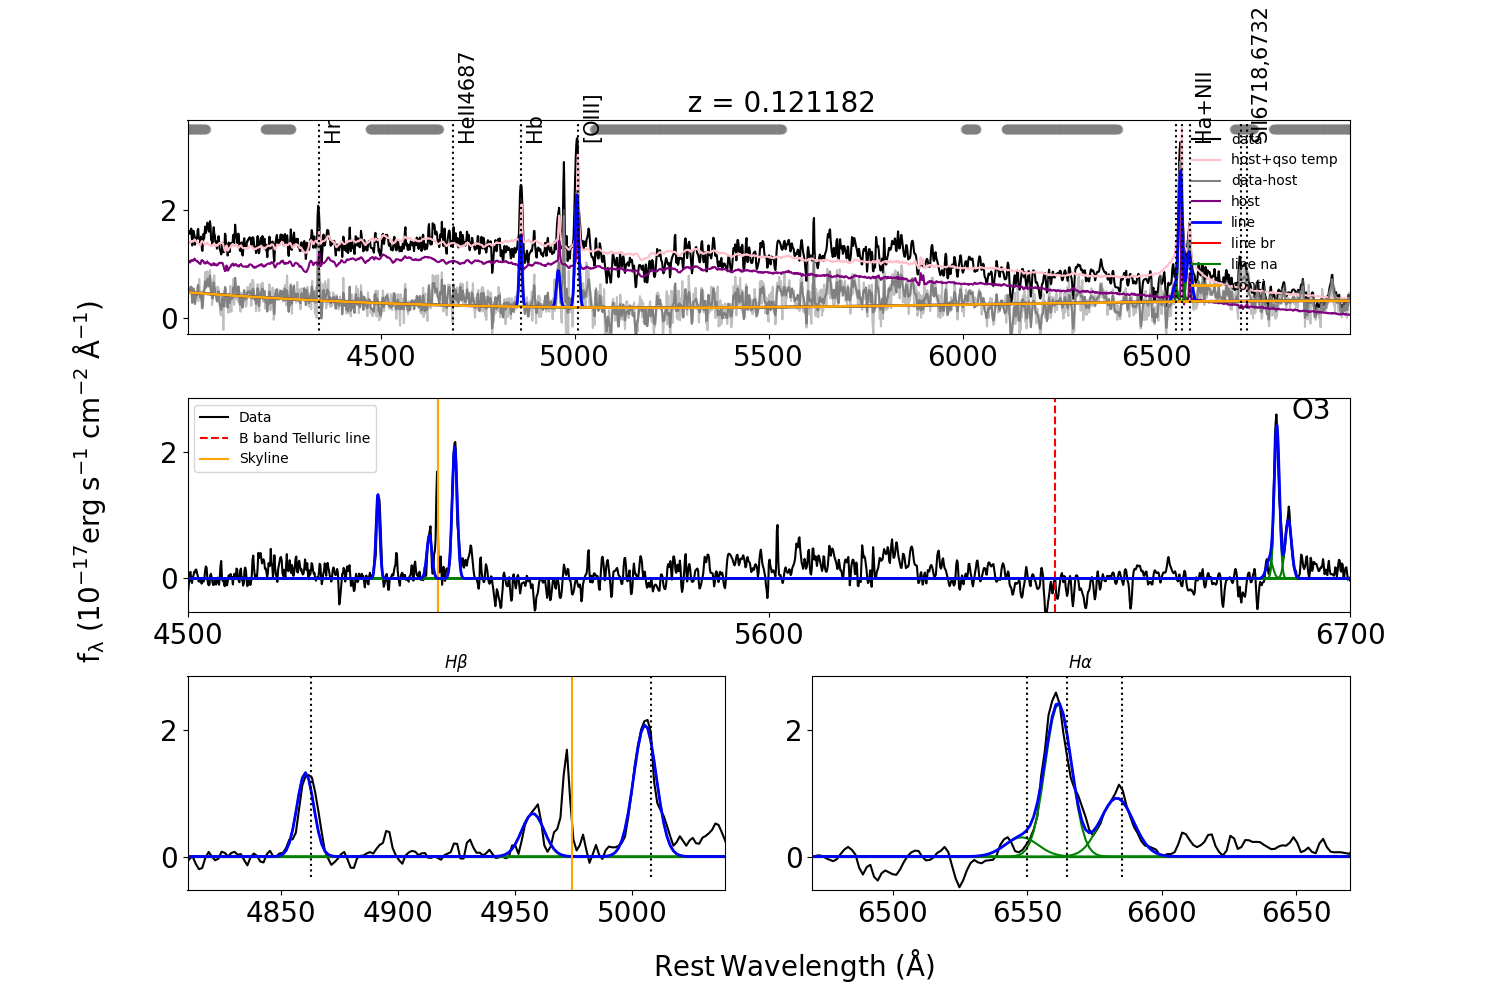 z = 0.121182
Hr
HeII4687
Hb
[OIII]
Ha+NII
SII6718,6732
data
host+qso temp
data-host
host
line
line br
line na
2
0
4500 5000 5500 6000 6500
f_λ (10⁻¹⁷erg s⁻¹ cm⁻² Å⁻¹)
Data
B band Telluric line
Skyline
O3
2
0
4500 5600 6700
Hβ
2
0
4850 4900 4950 5000
Hα
2
0
6500 6550 6600 6650
Rest Wavelength (Å)